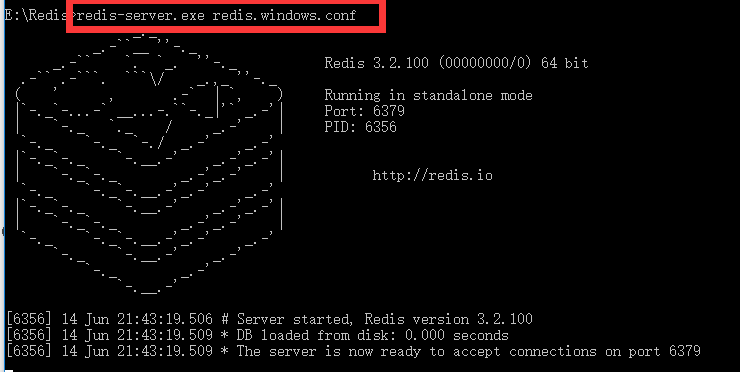 E:\Redis>redis-server.exe redis.windows.conf
Redis 3.2.100 (00000000/0) 64 bit
Running in standalone mode
Port: 6379
PID: 6356
http://redis.io
[6356] 14 Jun 21:43:19.506 # Server started, Redis version 3.2.100
[6356] 14 Jun 21:43:19.509 * DB loaded from disk: 0.000 seconds
[6356] 14 Jun 21:43:19.509 * The server is now ready to accept connections on port 6379